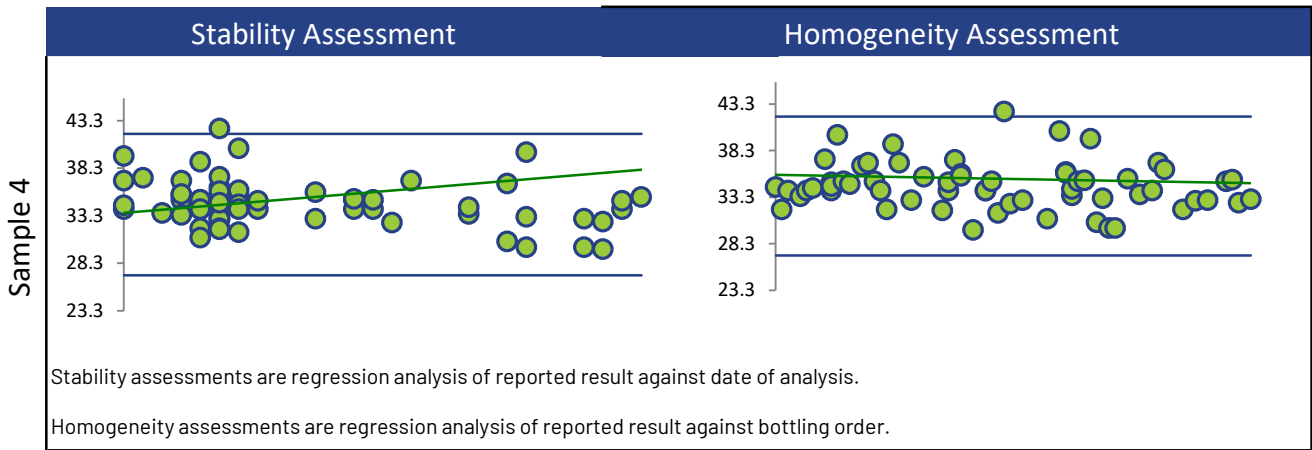 Stability Assessment
Homogeneity Assessment
Sample 4
43.3
38.3
33.3
28.3
23.3
43.3
38.3
33.3
28.3
23.3
Stability assessments are regression analysis of reported result against date of analysis.
Homogeneity assessments are regression analysis of reported result against bottling order.